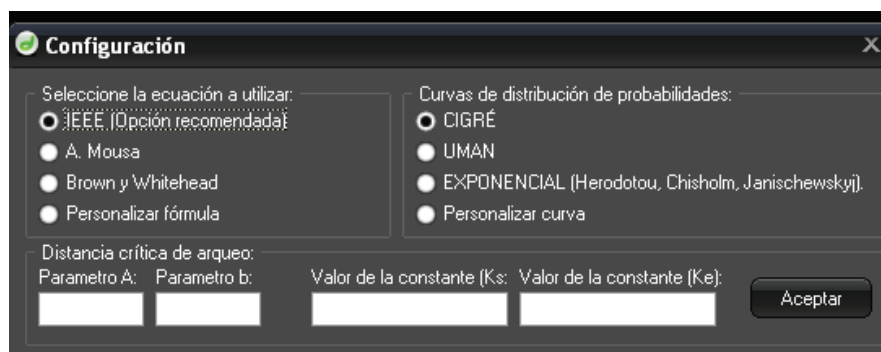 Configuración
Seleccione la ecuación a utilizar:
IEEE (Opción recomendada)
A. Mousa
Brown y Whitehead
Personalizar fórmula
Curvas de distribución de probabilidades:
CIGRÉ
UMAN
EXPONENCIAL (Herodotou, Chisholm, Janischewskyj).
Personalizar curva
Distancia crítica de arqueo:
Parametro A: Parametro b: Valor de la constante (Ks: Valor de la constante (Ke):
Aceptar